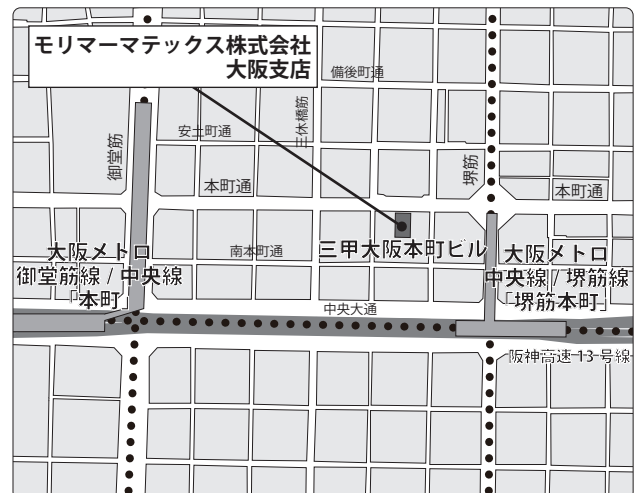 モリマーマテックス株式会社
大阪支店
備後町通
三休橋筋
安土町通
御堂筋
堺筋
本町通
本町通
南本町通
三甲大阪本町ビル
大阪メトロ
御堂筋線 / 中央線
「本町」
大阪メトロ
中央線 / 堺筋線
「堺筋本町」
中央大通
阪神高速 13 号線